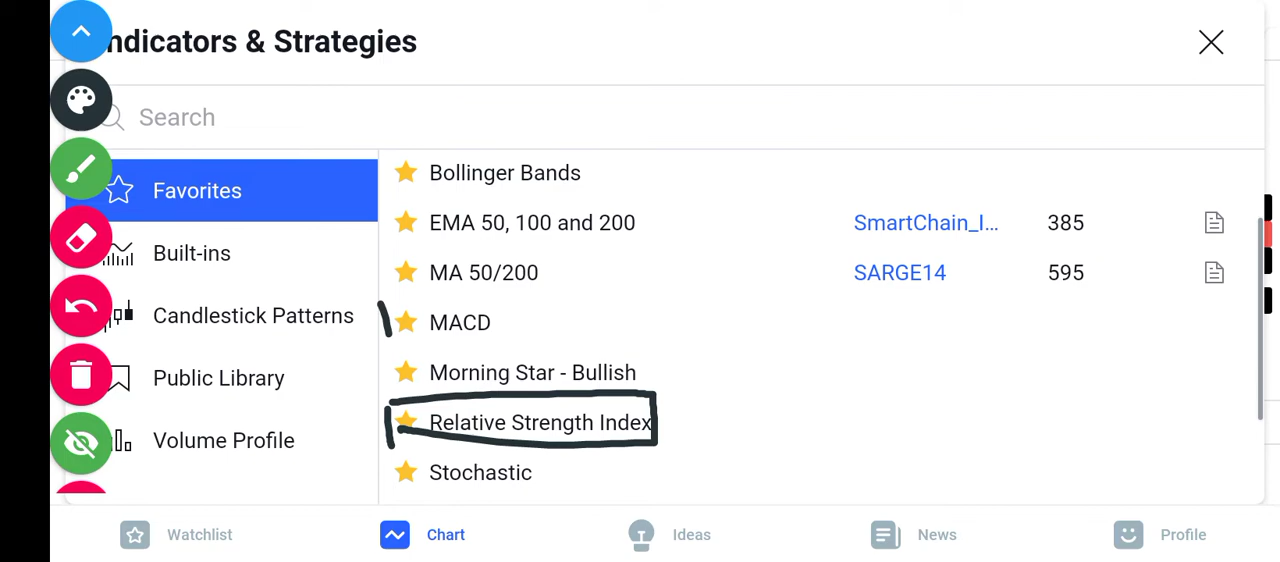 Indicators & Strategies
Search
Favorites
Built-ins
Candlestick Patterns
Public Library
Volume Profile
Bollinger Bands
EMA 50, 100 and 200 SmartChain_I... 385
MA 50/200 SARGE14 595
MACD
Morning Star - Bullish
Relative Strength Index
Stochastic
Watchlist Chart Ideas News Profile